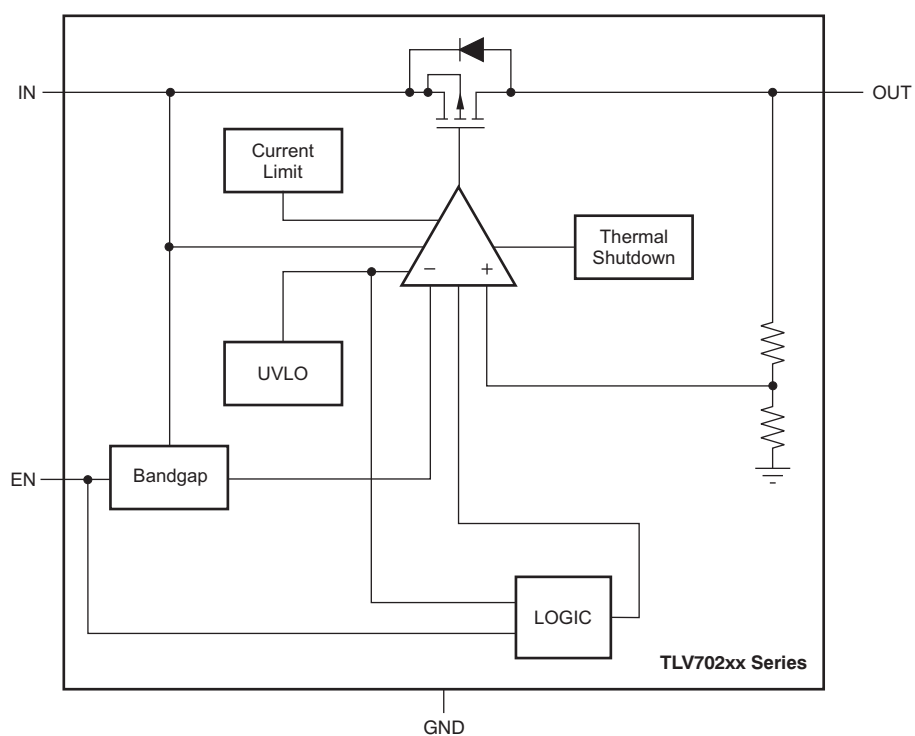 IN
OUT
Current
Limit
Thermal
Shutdown
−
+
UVLO
EN
Bandgap
LOGIC
TLV702xx Series
GND